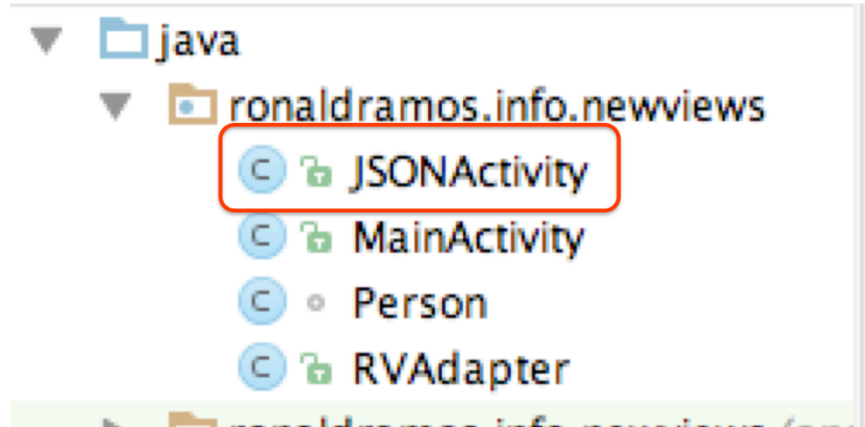 java
ronaldramos.info.newviews
JSONActivity
MainActivity
Person
RVAdapter